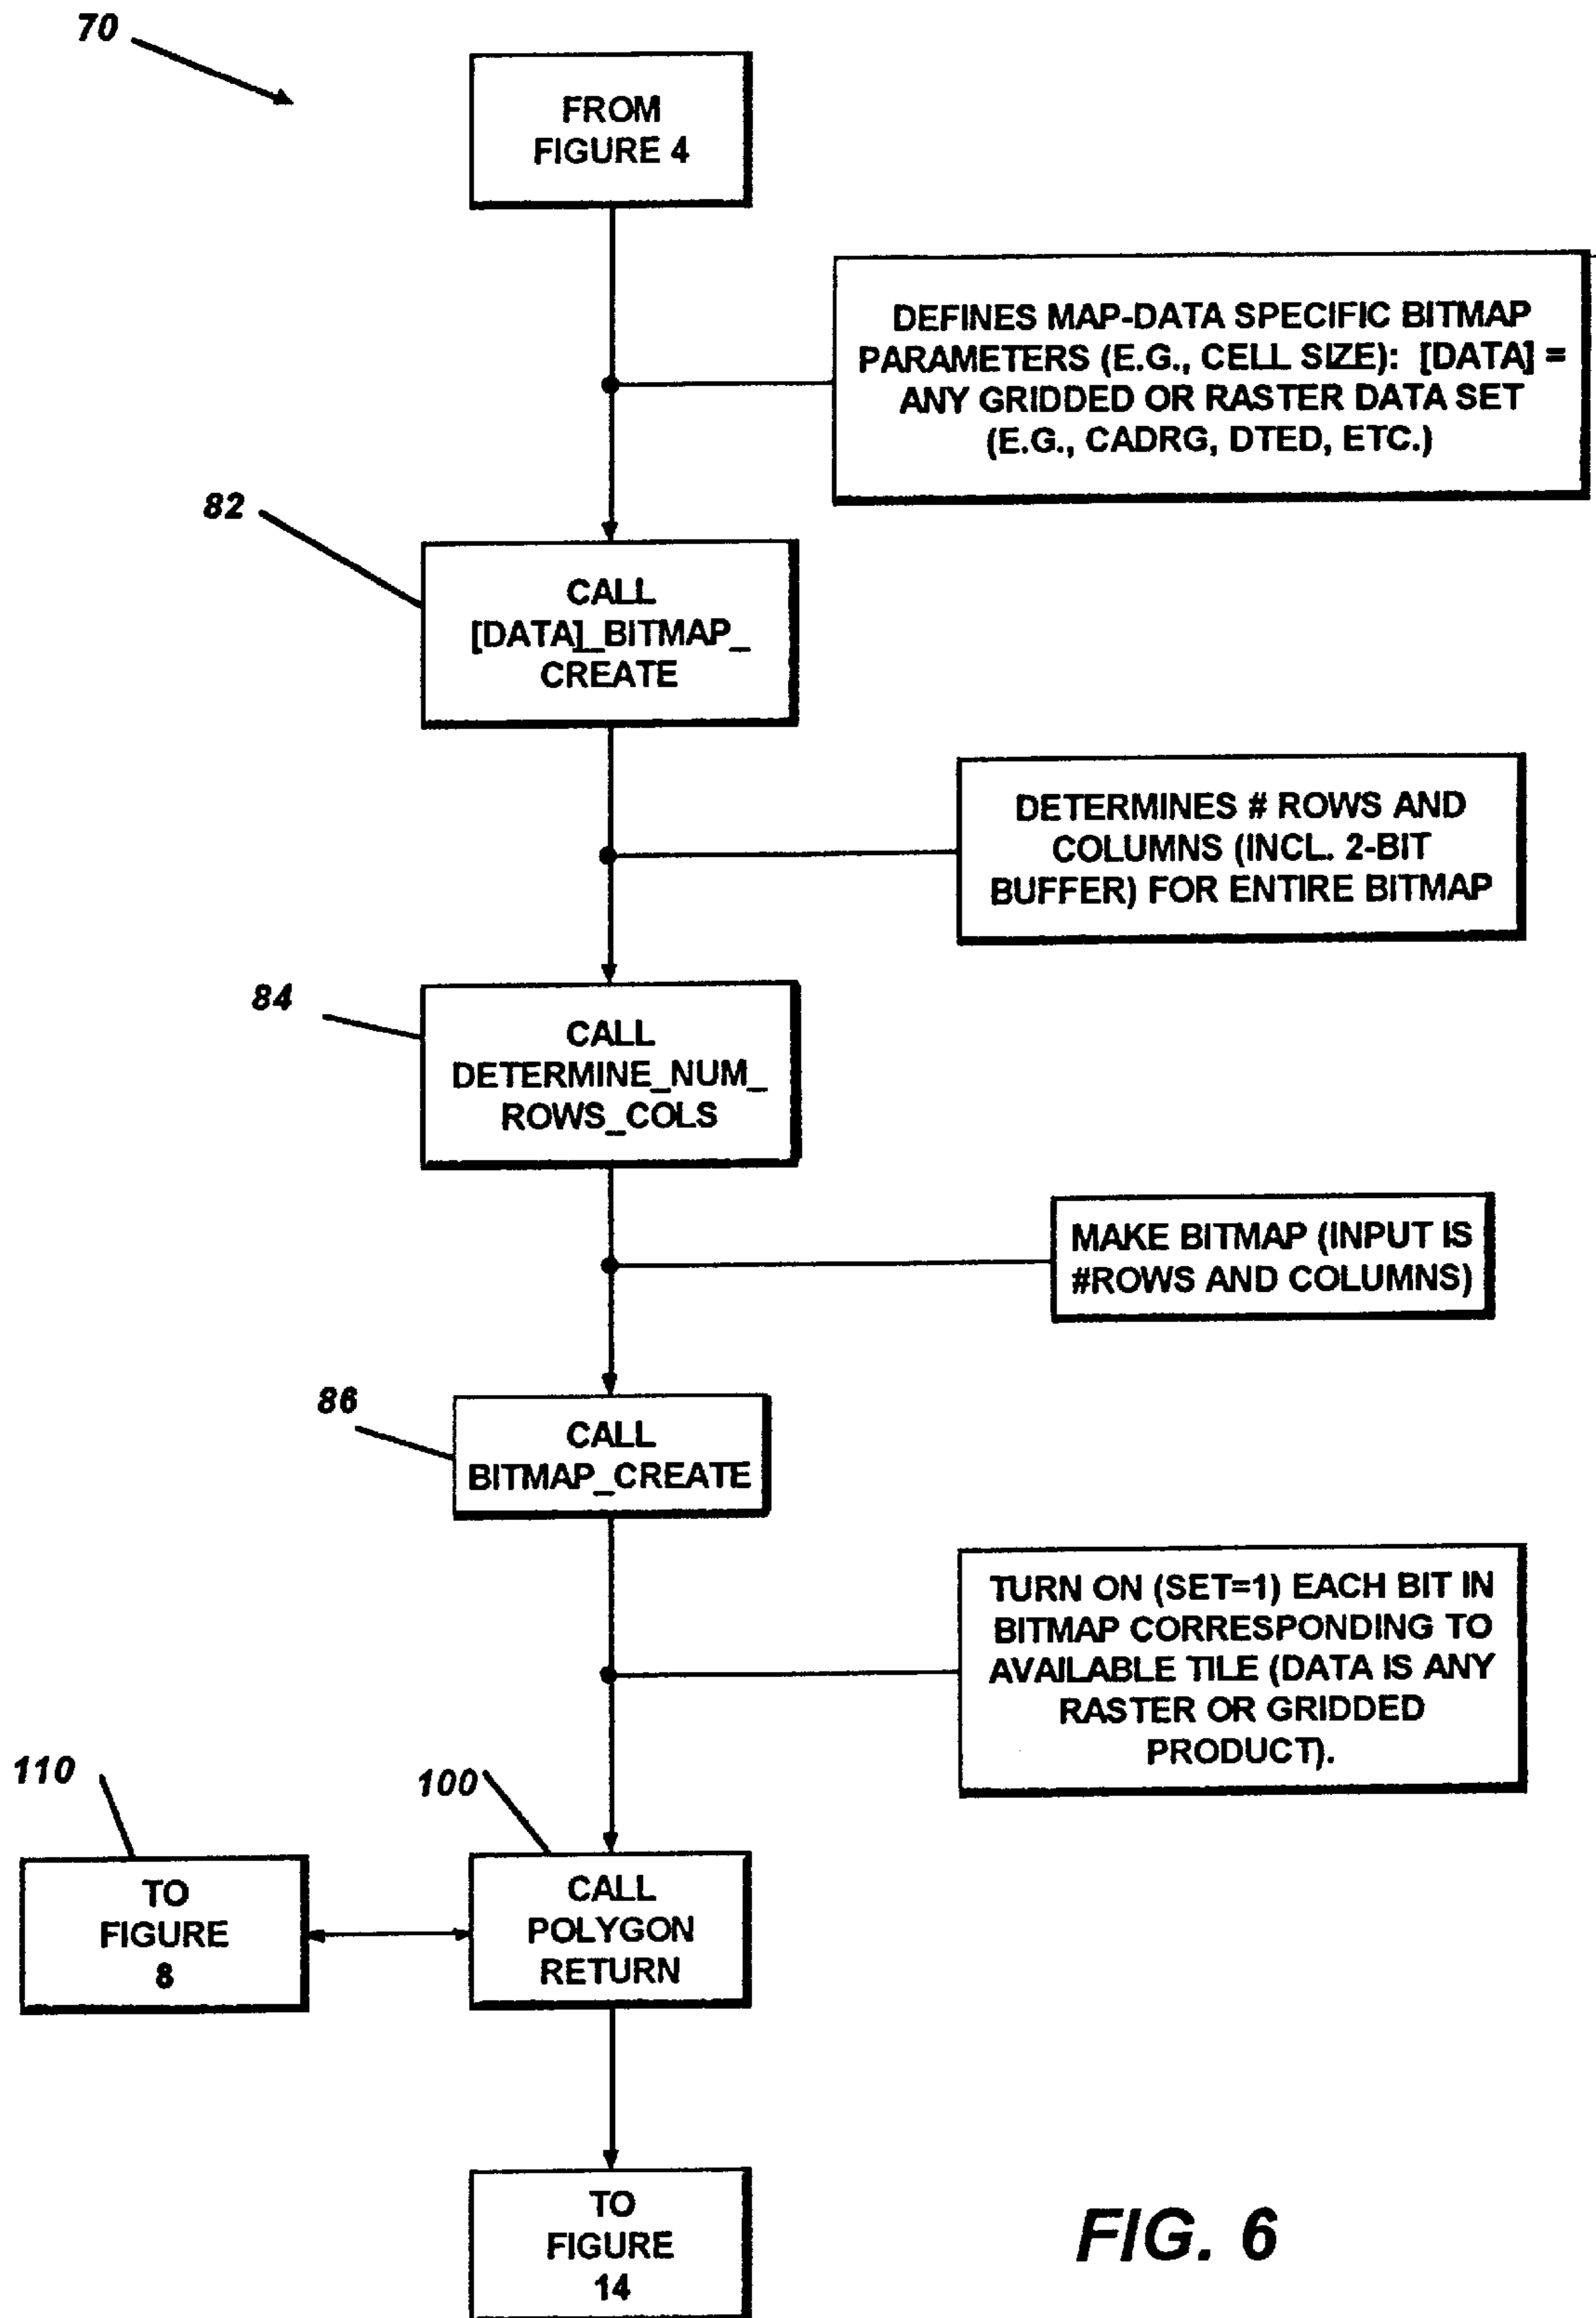 70
FROM
FIGURE 4
DEFINES MAP-DATA SPECIFIC BITMAP
PARAMETERS (E.G., CELL SIZE): [DATA] =
ANY GRIDDED OR RASTER DATA SET
(E.G., CADRG, DTED, ETC.)
82
CALL
[DATA]_BITMAP_
CREATE
DETERMINES # ROWS AND
COLUMNS (INCL. 2-BIT
BUFFER) FOR ENTIRE BITMAP
84
CALL
DETERMINE_NUM_
ROWS_COLS
MAKE BITMAP (INPUT IS
#ROWS AND COLUMNS)
86
CALL
BITMAP_CREATE
TURN ON (SET=1) EACH BIT IN
BITMAP CORRESPONDING TO
AVAILABLE TILE (DATA IS ANY
RASTER OR GRIDDED
PRODUCT).
110
TO
FIGURE
8
100
CALL
POLYGON
RETURN
TO
FIGURE
14
FIG. 6